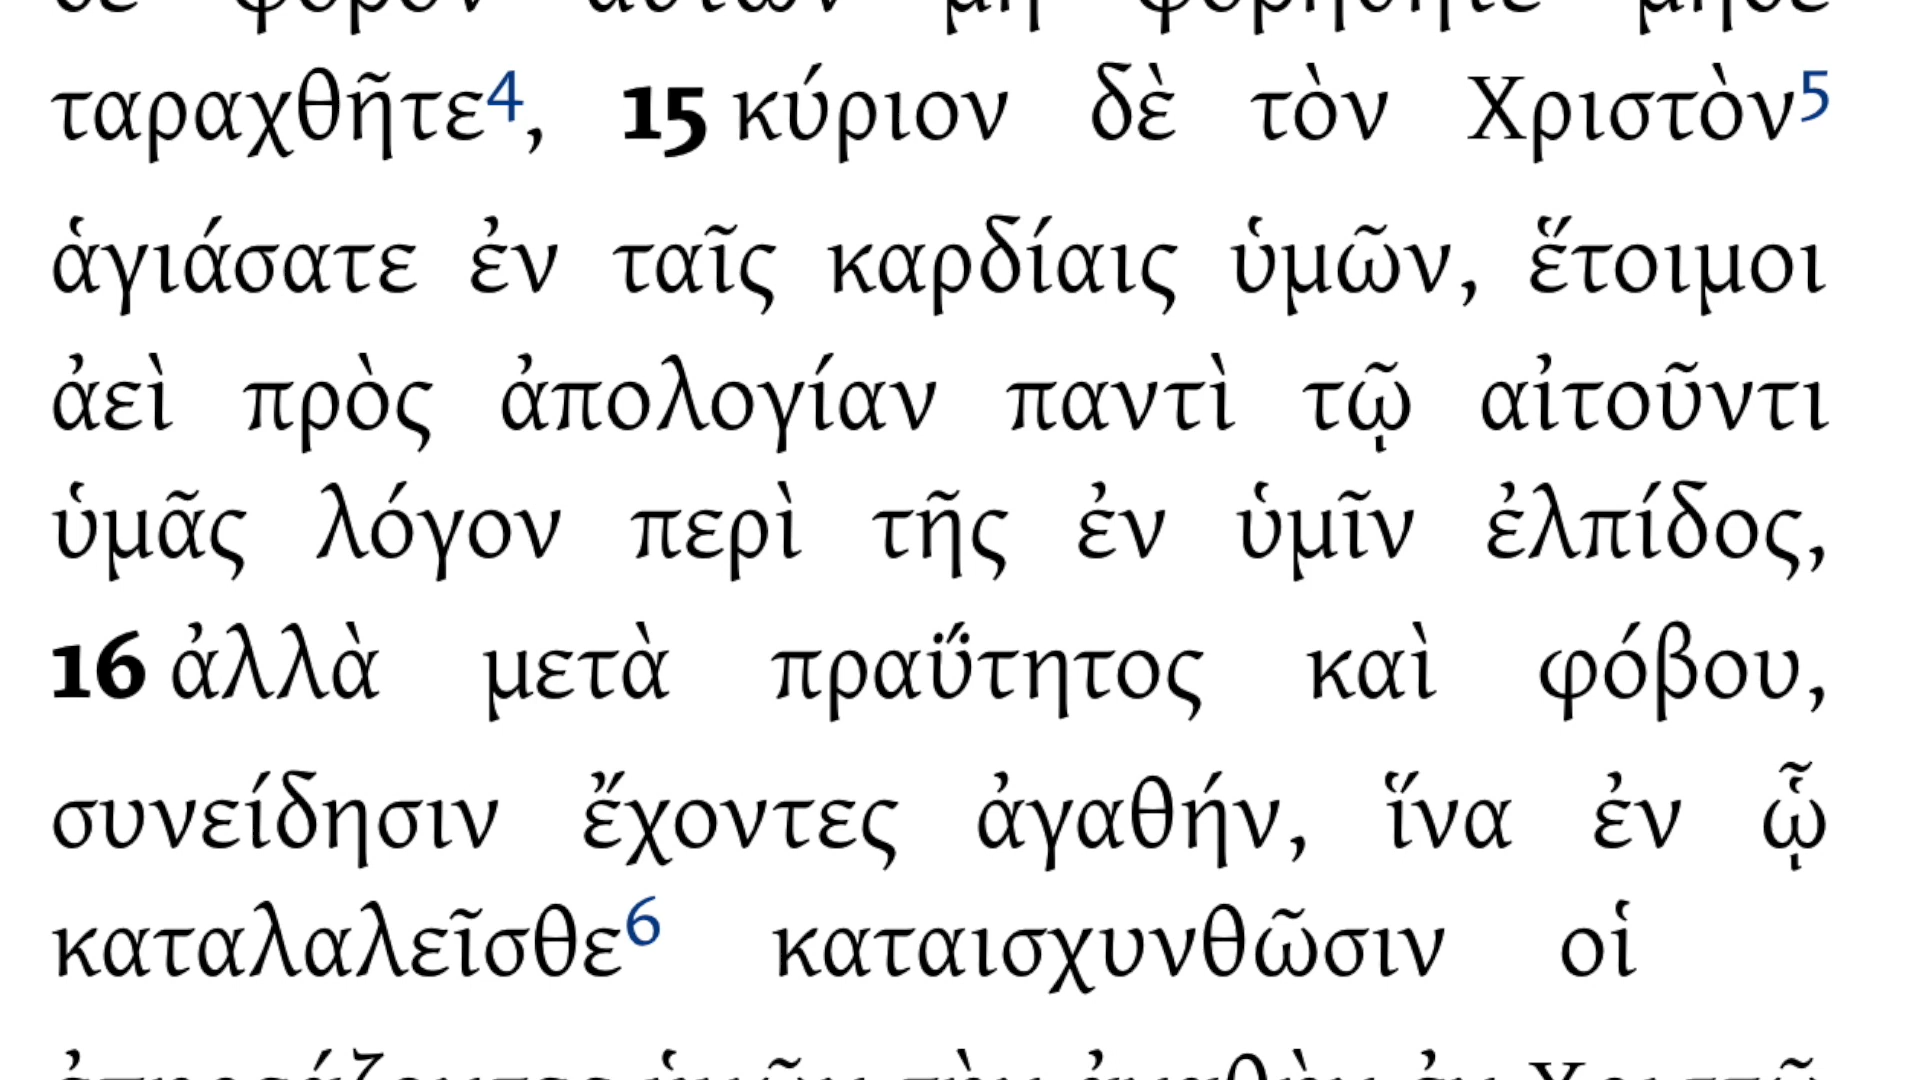 ταραχθῆτε4, 15 κύριον δὲ τὸν Χριστὸν5
ἁγιάσατε ἐν ταῖς καρδίαις ὑμῶν, ἕτοιμοι
ἀεὶ πρὸς ἀπολογίαν παντὶ τῷ αἰτοῦντι
ὑμᾶς λόγον περὶ τῆς ἐν ὑμῖν ἐλπίδος,
16 ἀλλὰ μετὰ πραΰτητος καὶ φόβου,
συνείδησιν ἔχοντες ἀγαθήν, ἵνα ἐν ᾧ
καταλαλεῖσθε6 καταισχυνθῶσιν οἱ